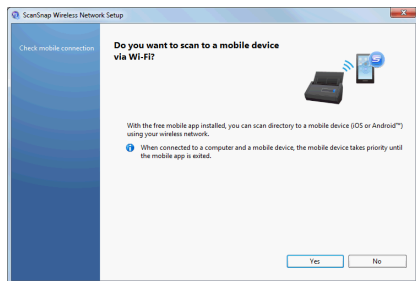 ScanSnap Wireless Network Setup
Check mobile connection
Do you want to scan to a mobile device
via Wi-Fi?
With the free mobile app installed, you can scan directory to a mobile device (iOS or Android™)
using your wireless network.
When connected to a computer and a mobile device, the mobile device takes priority until
the mobile app is exited.
Yes
No